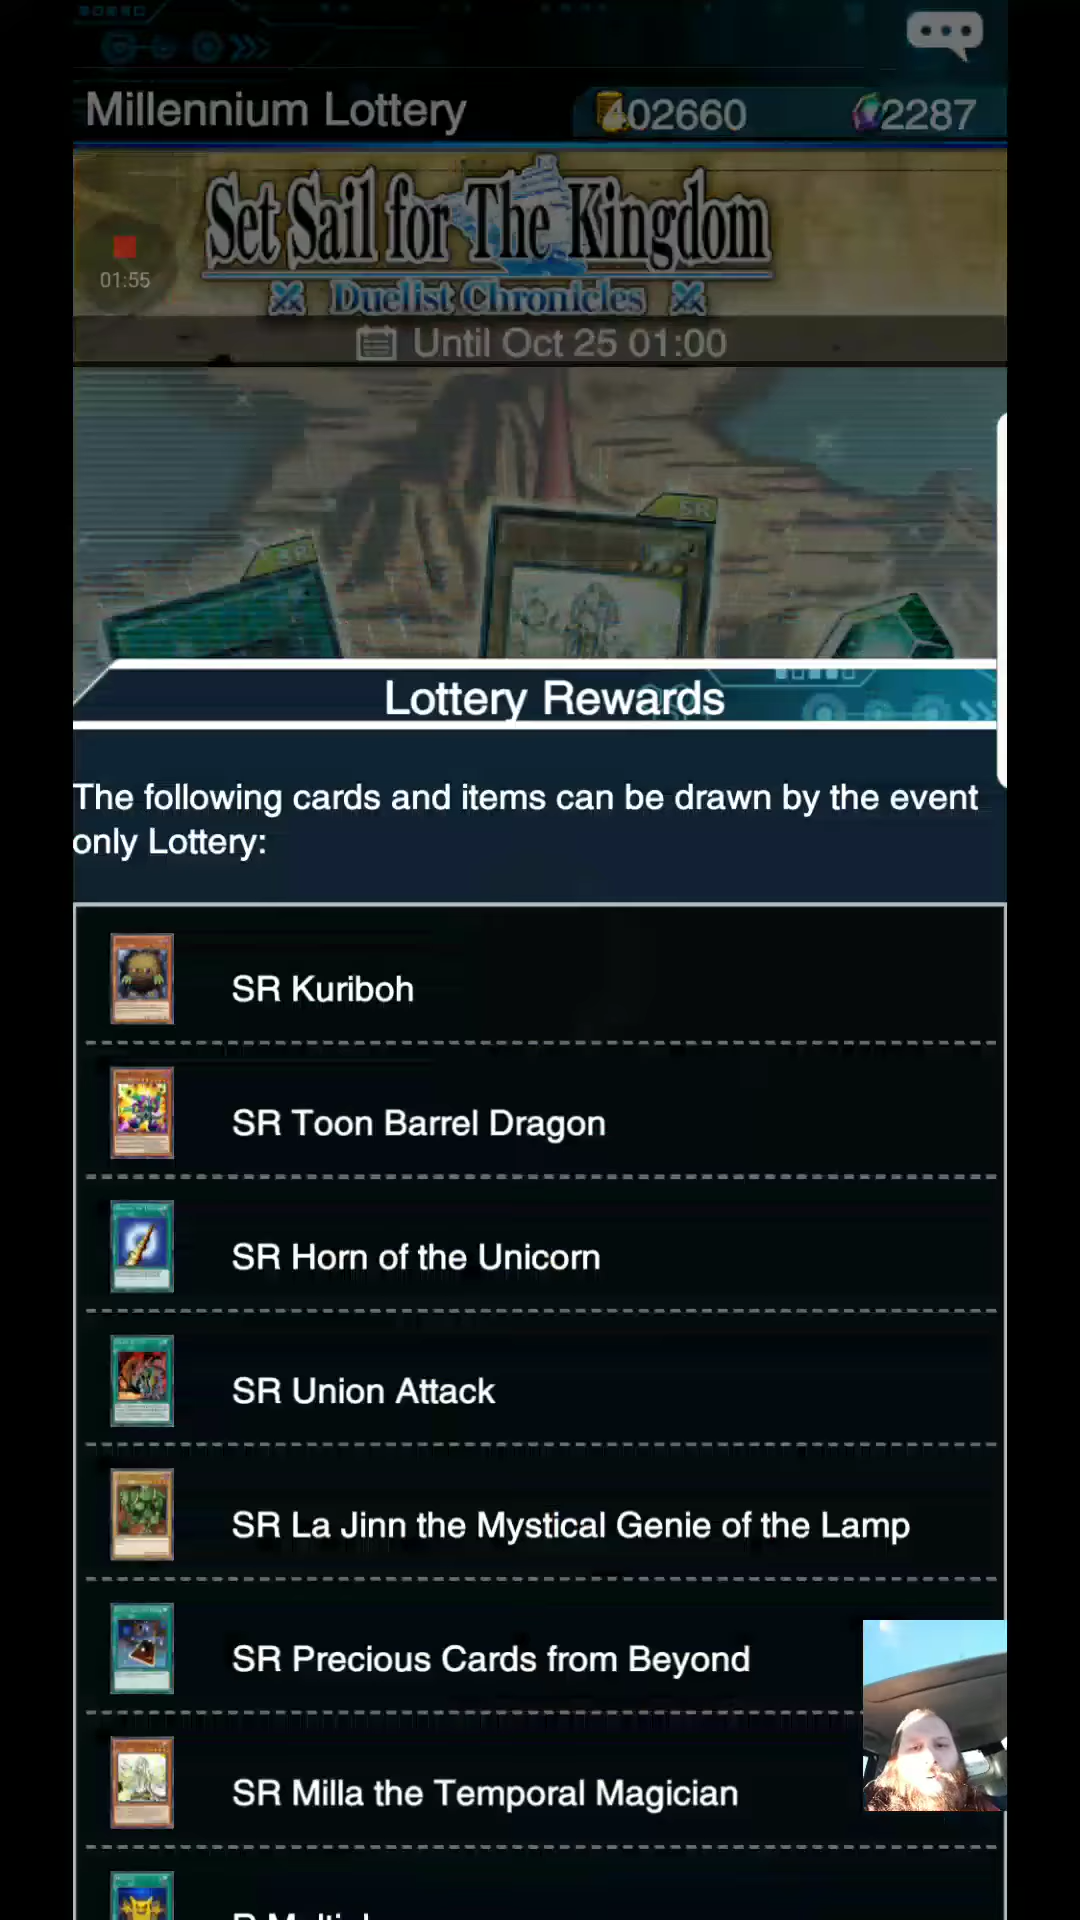 Millennium Lottery
402660
2287
Set Sail for The Kingdom
Duelist Chronicles
01:55
Until Oct 25 01:00
SR
SR
Lottery Rewards
The following cards and items can be drawn by the event
only Lottery:
SR Kuriboh
SR Toon Barrel Dragon
SR Horn of the Unicorn
SR Union Attack
SR La Jinn the Mystical Genie of the Lamp
SR Precious Cards from Beyond
SR Milla the Temporal Magician